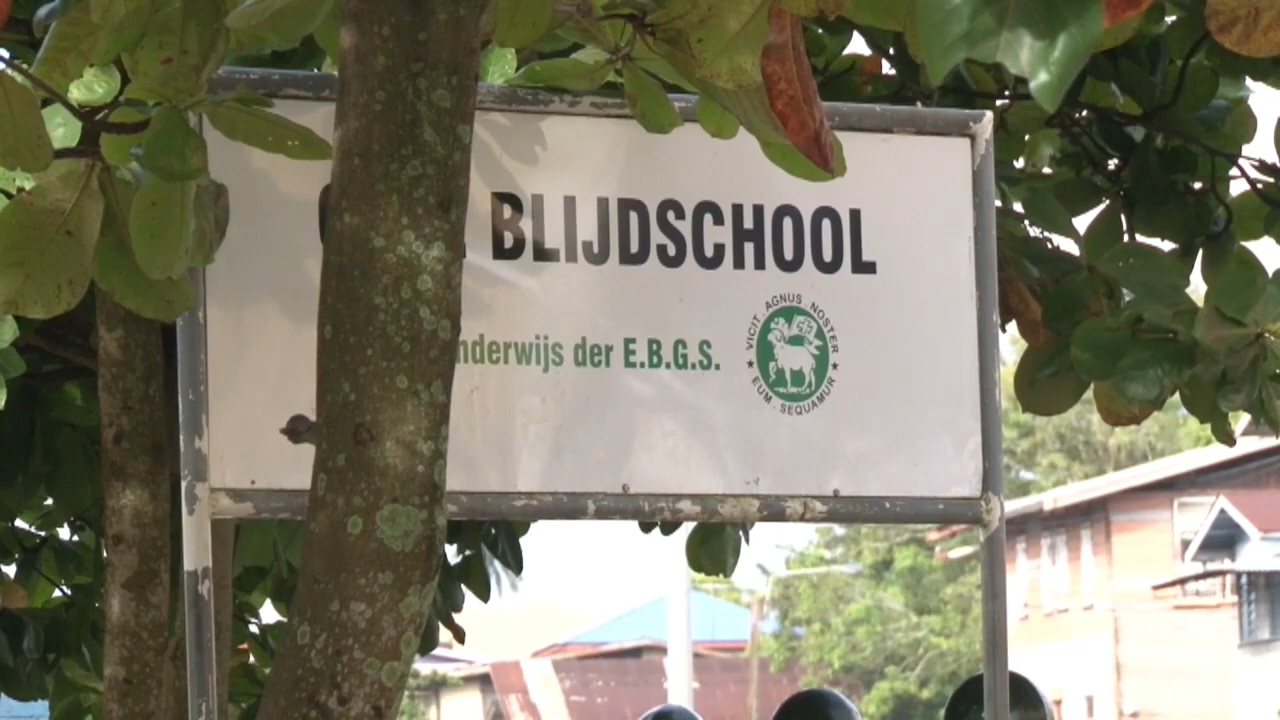 BLIJDSCHOOL
nderwijs der E.B.G.S.
VICIT . AGNUS . NOSTER
★ EUM . SEQUAMUR ★